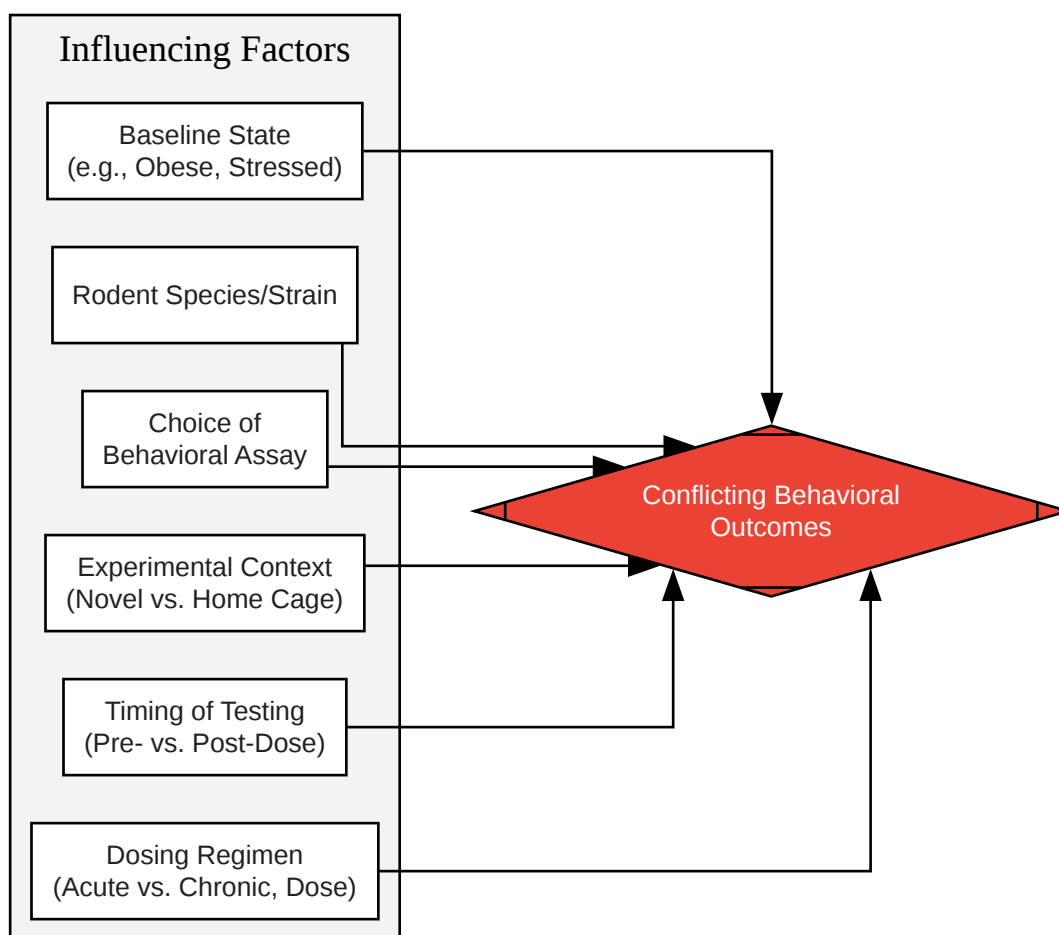 Influencing Factors
Baseline State
(e.g., Obese, Stressed)
Rodent Species/Strain
Choice of
Behavioral Assay
Experimental Context
(Novel vs. Home Cage)
Timing of Testing
(Pre- vs. Post-Dose)
Dosing Regimen
(Acute vs. Chronic, Dose)
Conflicting Behavioral
Outcomes